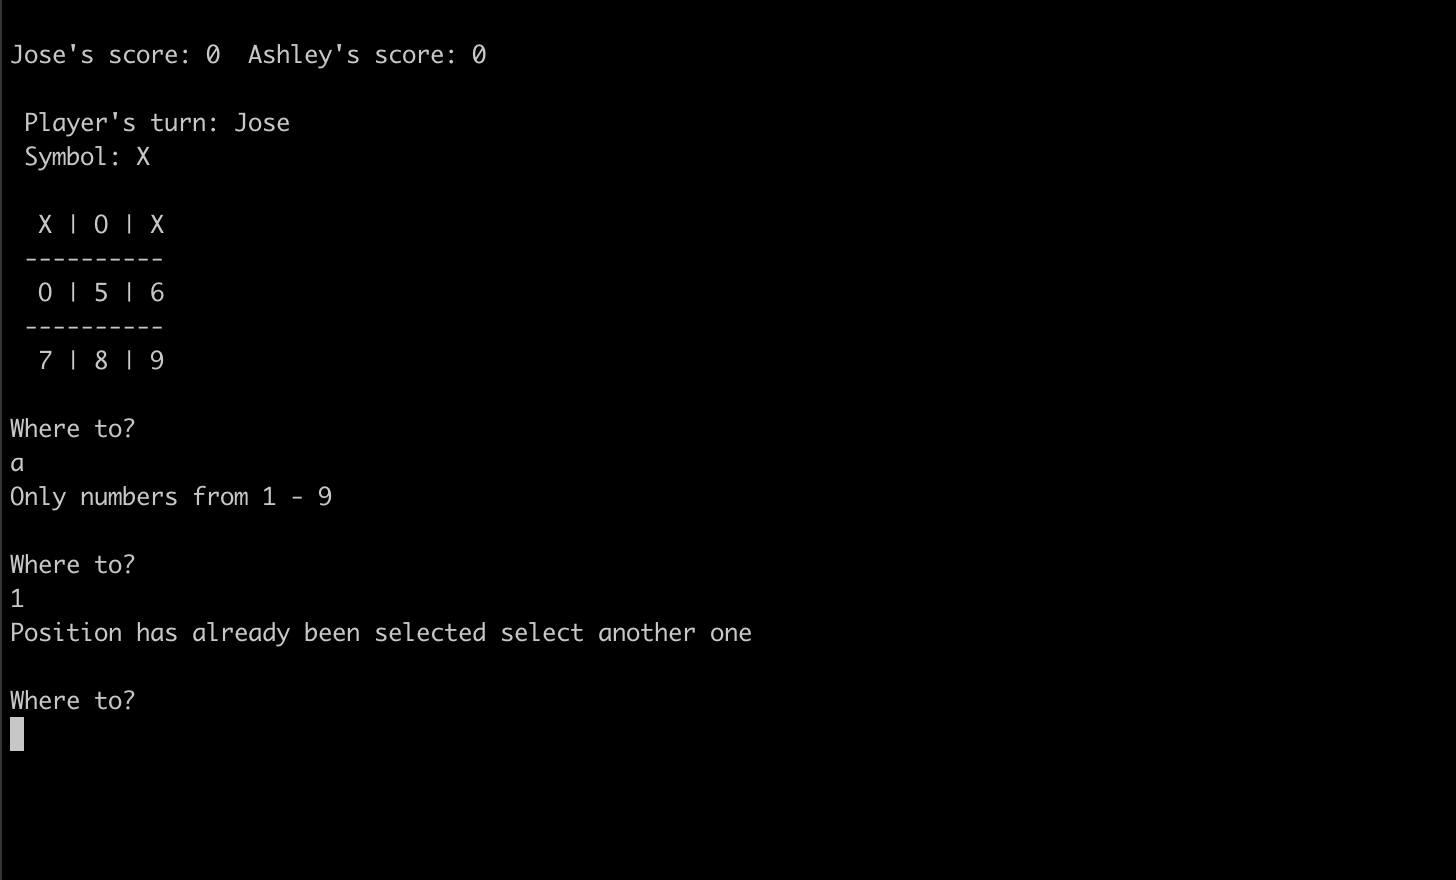 Jose's score: 0  Ashley's score: 0
Player's turn: Jose
Symbol: X
X | O | X
----------
O | 5 | 6
----------
7 | 8 | 9
Where to?
a
Only numbers from 1 - 9
Where to?
1
Position has already been selected select another one
Where to?